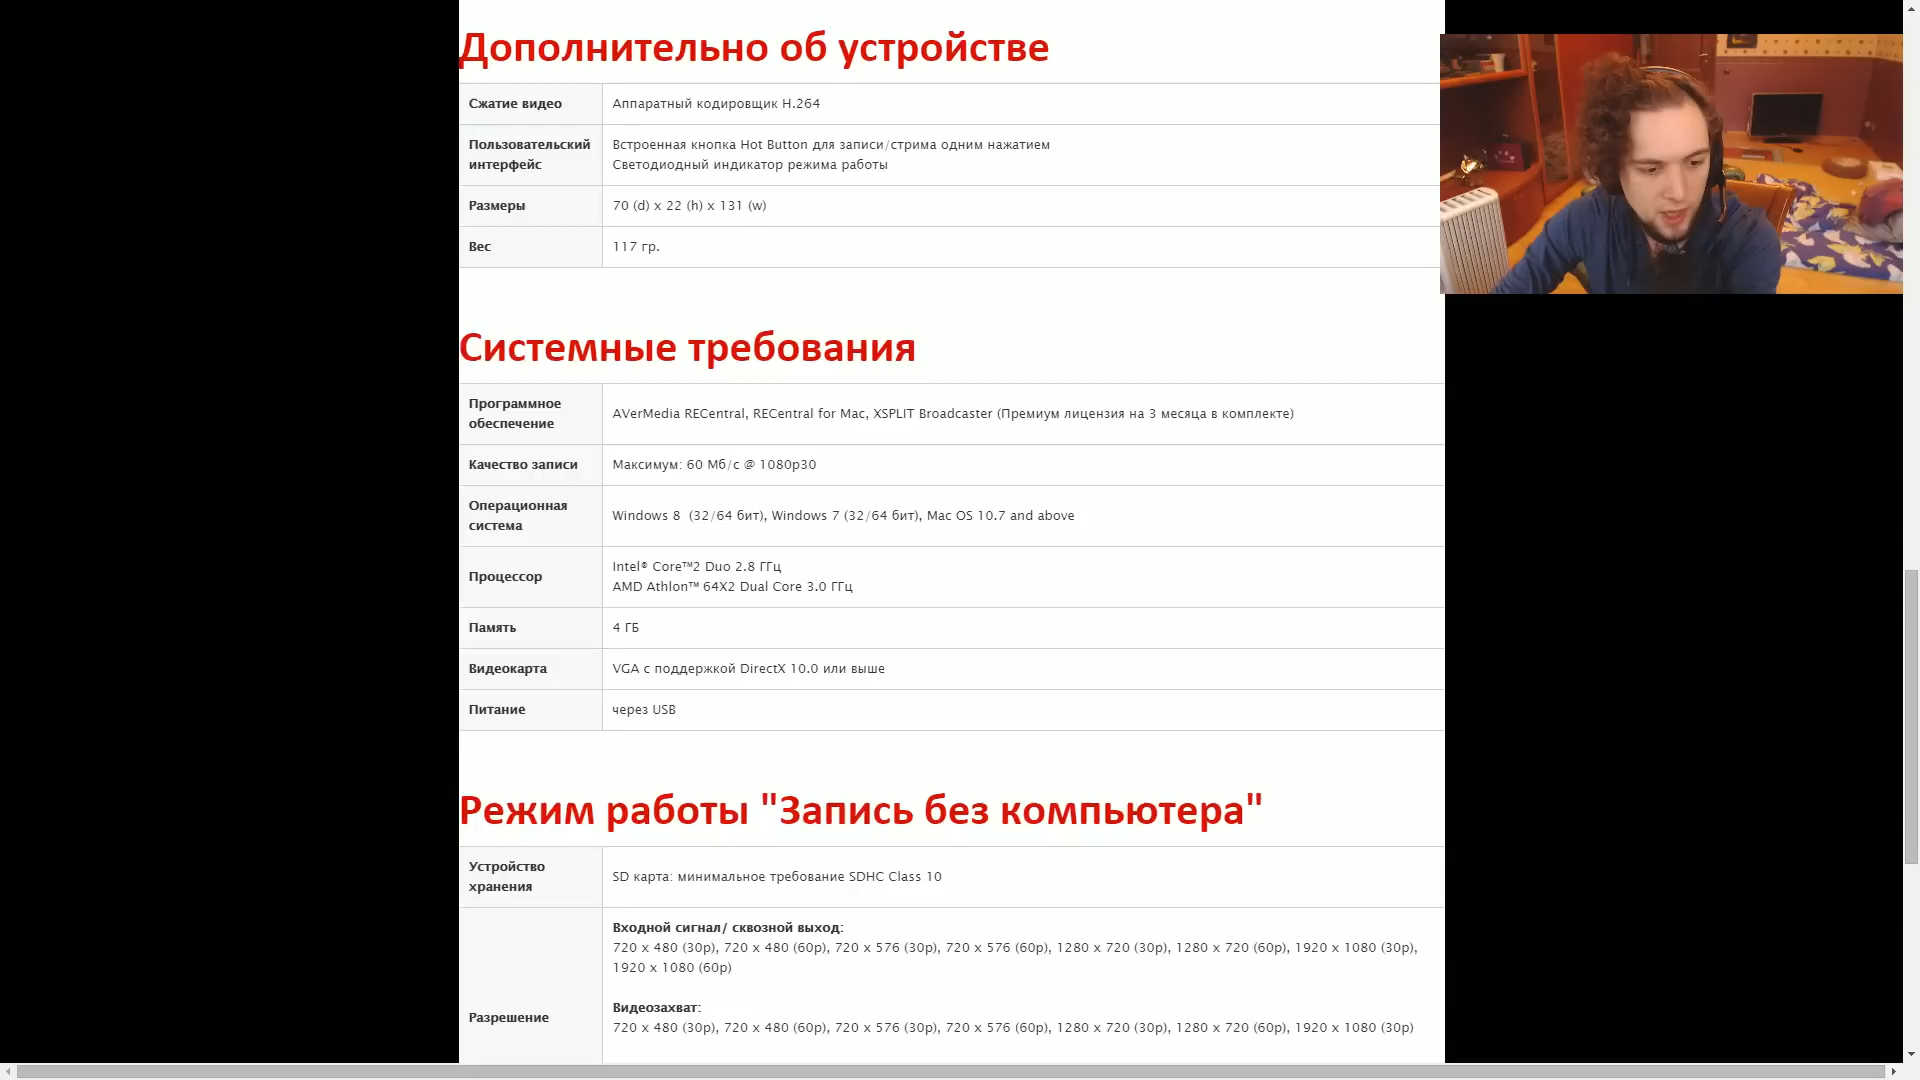 Дополнительно об устройстве
Сжатие видео
Аппаратный кодировщик H.264
Пользовательский
интерфейс
Встроенная кнопка Hot Button для записи/стрима одним нажатием
Светодиодный индикатор режима работы
Размеры
70 (d) x 22 (h) x 131 (w)
Вес
117 гр.
Системные требования
Программное
обеспечение
AVerMedia RECentral, RECentral for Mac, XSPLIT Broadcaster (Премиум лицензия на 3 месяца в комплекте)
Качество записи
Максимум: 60 Мб/с @ 1080p30
Операционная
система
Windows 8  (32/64 бит), Windows 7 (32/64 бит), Mac OS 10.7 and above
Процессор
Intel® Core™2 Duo 2.8 ГГц
AMD Athlon™ 64X2 Dual Core 3.0 ГГц
Память
4 ГБ
Видеокарта
VGA с поддержкой DirectX 10.0 или выше
Питание
через USB
Режим работы "Запись без компьютера"
Устройство
хранения
SD карта: минимальное требование SDHC Class 10
Разрешение
Входной сигнал/ сквозной выход:
720 x 480 (30p), 720 x 480 (60p), 720 x 576 (30p), 720 x 576 (60p), 1280 x 720 (30p), 1280 x 720 (60p), 1920 x 1080 (30p),
1920 x 1080 (60p)
Видеозахват:
720 x 480 (30p), 720 x 480 (60p), 720 x 576 (30p), 720 x 576 (60p), 1280 x 720 (30p), 1280 x 720 (60p), 1920 x 1080 (30p)